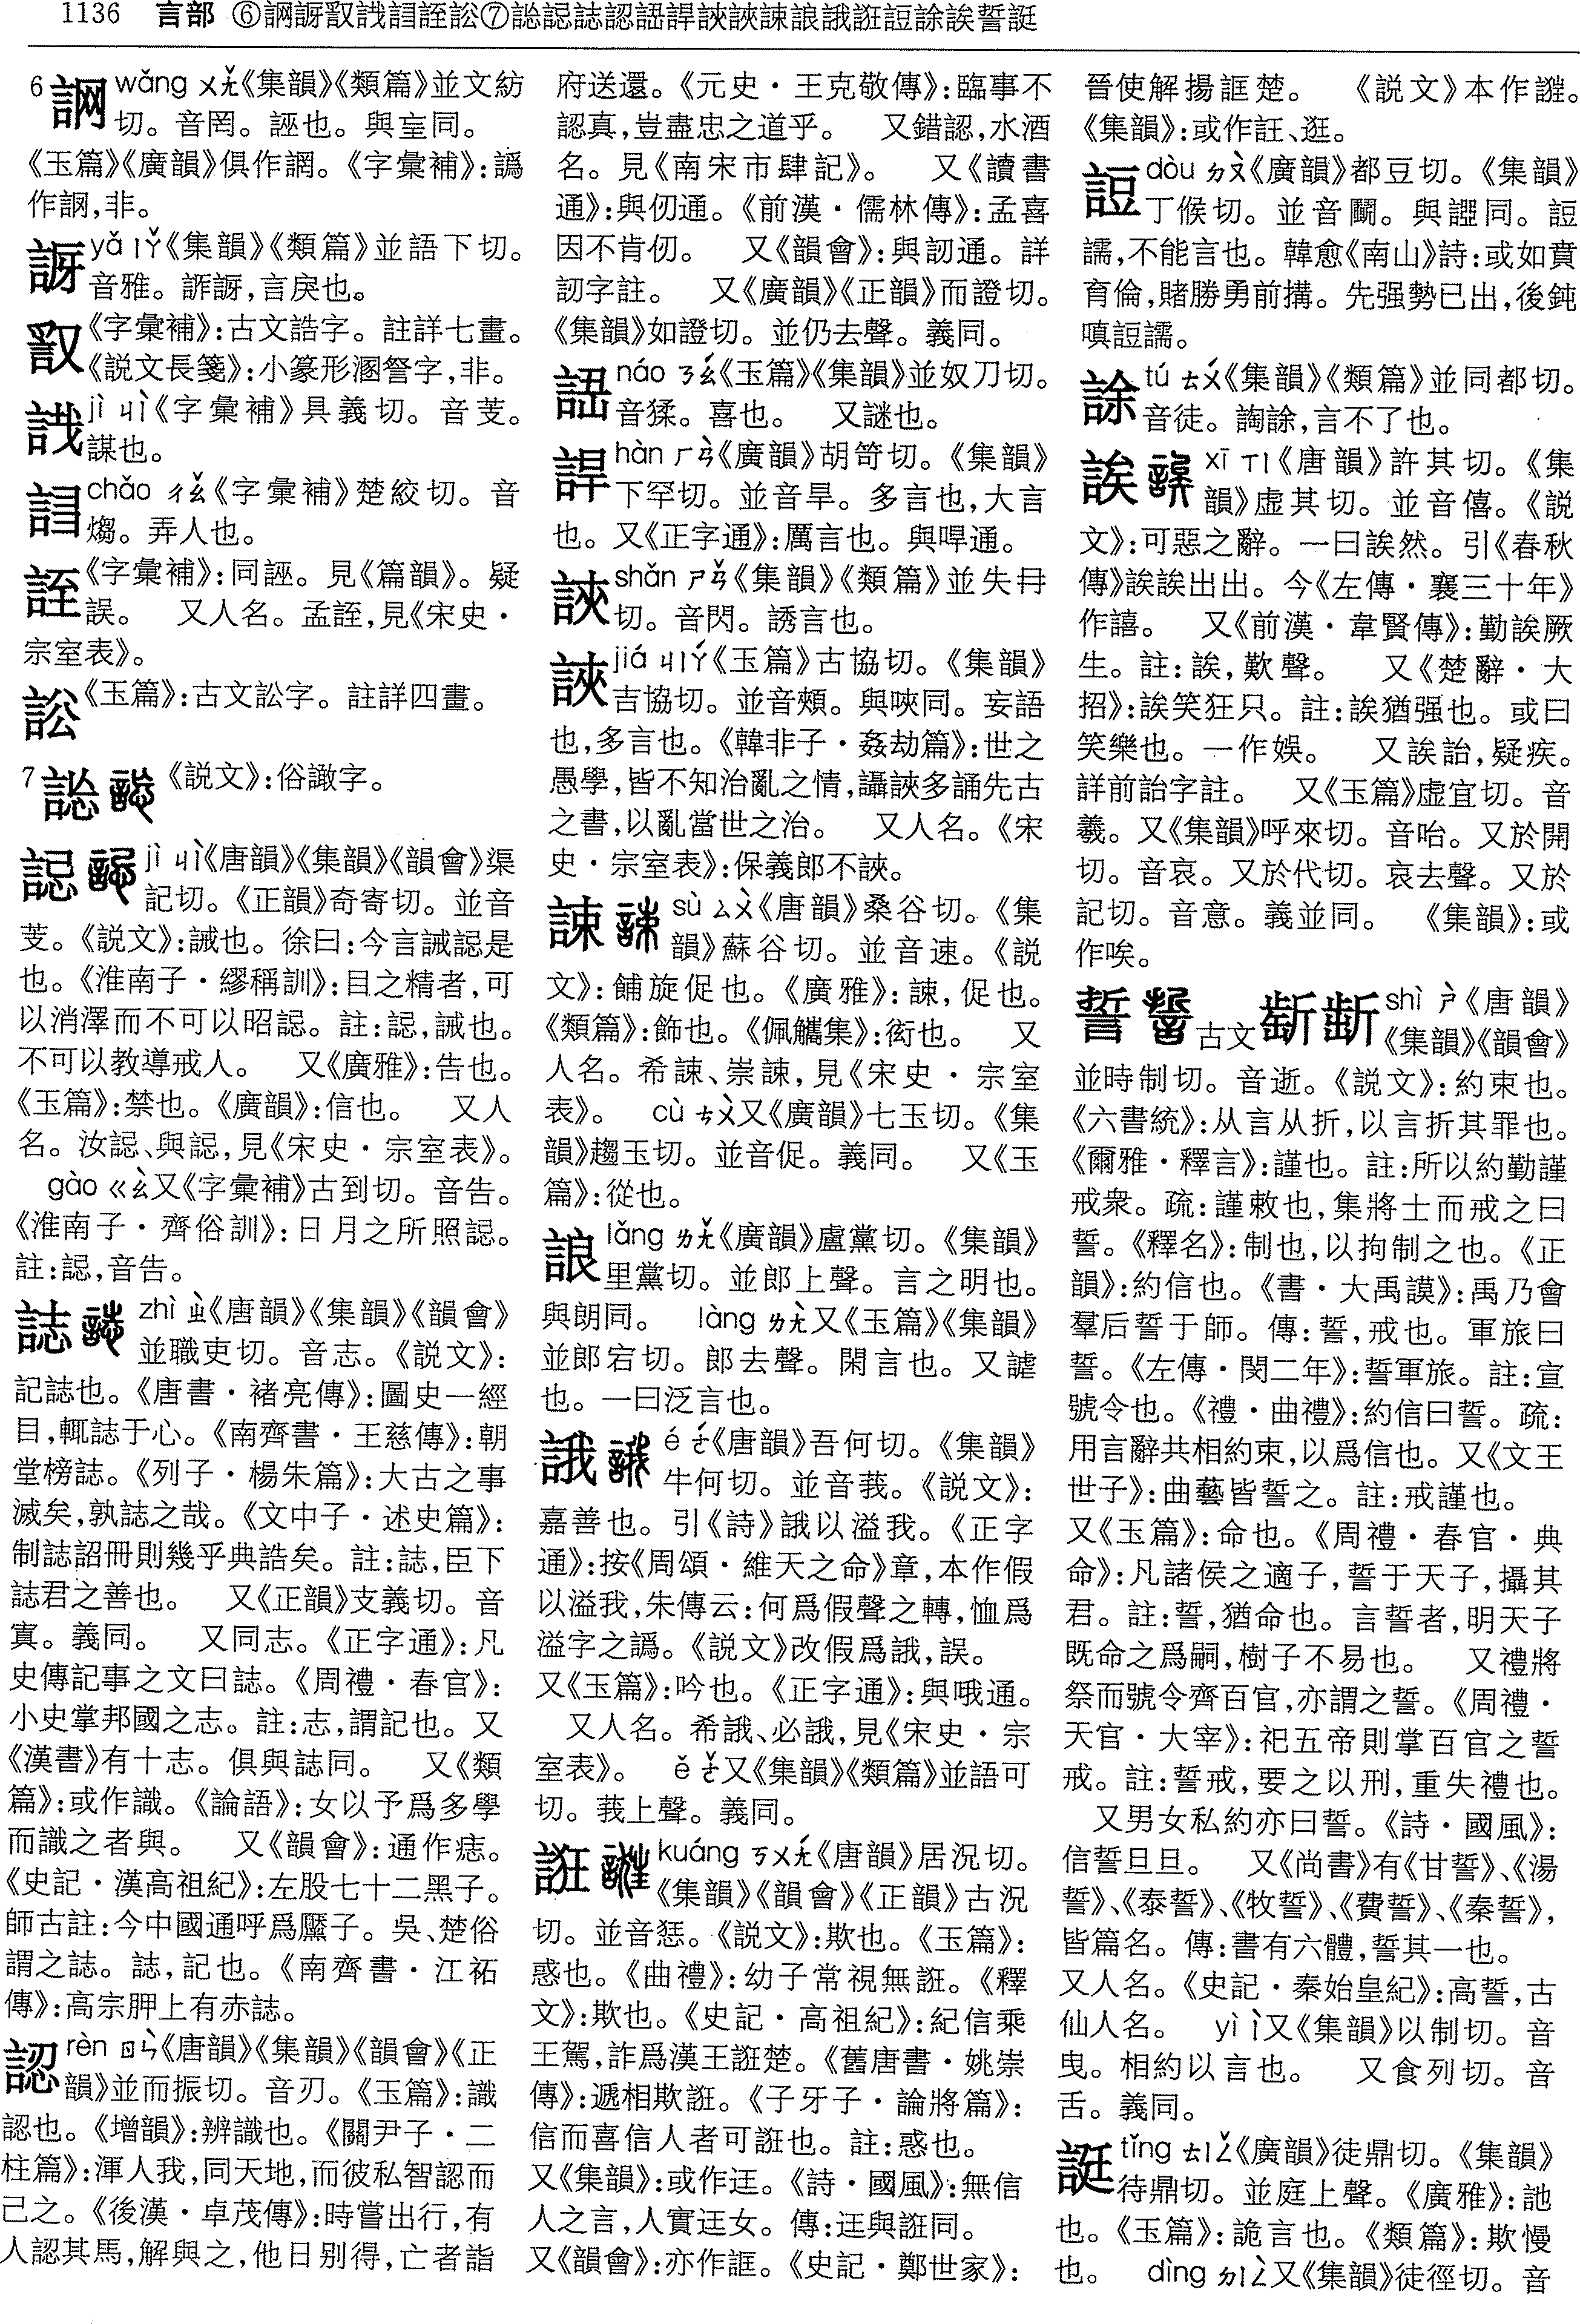 1136 言部 ⑥誷訝㕡𧧎𧧌誈訟⑦𧧼誋誌認𧧪誶誜誜諫誏誐誑䛠䛢誒誓誔
6 誷 wǎng ㄨㄤˇ《集韻》《類篇》並文紡
切。音罔。誣也。與𡧽同。
《玉篇》《廣韻》俱作誷。《字彙補》:譌
作䛃,非。
yǎ ㄧㄚˇ《集韻》《類篇》並語下切。
音雅。䛽䛩,言戾也。
《字彙補》:古文誥字。註詳七畫。
《説文長箋》:小篆形溷詧字,非。
jì ㄐㄧˋ《字彙補》具義切。音芰。
謀也。
chǎo ㄔㄠˇ《字彙補》楚絞切。音
煼。弄人也。
誈《字彙補》:同誣。見《篇韻》。疑
誤。 又人名。孟誈,見《宋史・
宗室表》。
《玉篇》:古文訟字。註詳四畫。
7 《説文》:俗諏字。
誋 jì ㄐㄧˋ《唐韻》《集韻》《韻會》渠
記切。《正韻》奇寄切。並音
芰。《説文》:誡也。徐曰:今言誡誋是
也。《淮南子・繆稱訓》:目之精者,可
以消澤而不可以昭誋。註:誋,誡也。
不可以教導戒人。 又《廣雅》:告也。
《玉篇》:禁也。《廣韻》:信也。 又人
名。汝誋、與誋,見《宋史・宗室表》。
gào ㄍㄠˋ又《字彙補》古到切。音告。
《淮南子・齊俗訓》:日月之所照誋。
註:誋,音告。
誌 zhì ㄓˋ《唐韻》《集韻》《韻會》
並職吏切。音志。《説文》:
記誌也。《唐書・褚亮傳》:圖史一經
目,輒誌于心。《南齊書・王慈傳》:朝
堂榜誌。《列子・楊朱篇》:大古之事
滅矣,孰誌之哉。《文中子・述史篇》:
制誌詔冊則幾乎典誥矣。註:誌,臣下
誌君之善也。 又《正韻》支義切。音
寘。義同。 又同志。《正字通》:凡
史傳記事之文曰誌。《周禮・春官》:
小史掌邦國之志。註:志,謂記也。又
《漢書》有十志。俱與誌同。 又《類
篇》:或作識。《論語》:女以予爲多學
而識之者與。 又《韻會》:通作痣。
《史記・漢高祖紀》:左股七十二黑子。
師古註:今中國通呼爲黶子。吳、楚俗
謂之誌。誌,記也。《南齊書・江祏
傳》:高宗胛上有赤誌。
認 rèn ㄖㄣˋ《唐韻》《集韻》《韻會》《正
韻》並而振切。音刃。《玉篇》:識
認也。《增韻》:辨識也。《關尹子・二
柱篇》:渾人我,同天地,而彼私智認而
己之。《後漢・卓茂傳》:時嘗出行,有
人認其馬,解與之,他日別得,亡者詣
府送還。《元史・王克敬傳》:臨事不
認真,豈盡忠之道乎。 又錯認,水酒
名。見《南宋市肆記》。 又《讀書
通》:與仞通。《前漢・儒林傳》:孟喜
因不肯仞。 又《韻會》:與訒通。詳
訒字註。 又《廣韻》《正韻》而證切。
《集韻》如證切。並仍去聲。義同。
náo ㄋㄠˊ《玉篇》《集韻》並奴刀切。
音猱。喜也。 又謎也。
hàn ㄏㄢˋ《廣韻》胡笴切。《集韻》
下罕切。並音旱。多言也,大言
也。又《正字通》:厲言也。與哻通。
shǎn ㄕㄢˇ《集韻》《類篇》並失冄
切。音閃。誘言也。
誜 jiá ㄐㄧㄚˊ《玉篇》古協切。《集韻》
吉協切。並音頰。與唊同。妄語
也,多言也。《韓非子・姦劫篇》:世之
愚學,皆不知治亂之情,讘䛟多誦先古
之書,以亂當世之治。 又人名。《宋
史・宗室表》:保義郎不䛟。
sù ㄙㄨˋ《唐韻》桑谷切。《集
韻》蘇谷切。並音速。《説
文》:餔旋促也。《廣雅》:誎,促也。
《類篇》:飾也。《佩觿集》:衒也。 又
人名。希誎、崇誎,見《宋史・宗室
表》。 cù ㄘㄨˋ又《廣韻》七玉切。《集
韻》趨玉切。並音促。義同。 又《玉
篇》:從也。
誏 lǎng ㄌㄤˇ《廣韻》盧黨切。《集韻》
里黨切。並郎上聲。言之明也。
與朗同。 làng ㄌㄤˋ又《玉篇》《集韻》
並郎宕切。郎去聲。閑言也。又謔
也。一曰泛言也。
誐 é ㄜˊ《唐韻》吾何切。《集韻》
牛何切。並音莪。《説文》:
嘉善也。引《詩》誐以溢我。《正字
通》:按《周頌・維天之命》章,本作假
以溢我,朱傳云:何爲假聲之轉,恤爲
溢字之譌。《説文》改假爲誐,誤。
又《玉篇》:吟也。《正字通》:與哦通。
又人名。希誐、必誐,見《宋史・宗
室表》。 ě ㄜˇ又《集韻》《類篇》並語可
切。莪上聲。義同。
誑 kuáng ㄎㄨㄤˊ《唐韻》居況切。
《集韻》《韻會》《正韻》古況
切。並音惩。《説文》:欺也。《玉篇》:
惑也。《曲禮》:幼子常視無誑。《釋
文》:欺也。《史記・高祖紀》:紀信乘
王駕,詐爲漢王誑楚。《舊唐書・姚崇
傳》:遞相欺誑。《子牙子・論將篇》:
信而喜信人者可誑也。註:惑也。
又《集韻》:或作迋。《詩・國風》:無信
人之言,人實迋女。傳:迋與誑同。
又《韻會》:亦作誆。《史記・鄭世家》:
晉使解揚誆楚。 《説文》本作𧫢。
《集韻》:或作䛃、逛。
dòu ㄉㄡˋ《廣韻》都豆切。《集韻》
丁候切。並音鬭。與䛠同。䛠
譳,不能言也。韓愈《南山》詩:或如賁
育倫,賭勝勇前搆。先强勢已出,後鈍
嗔䛠譳。
tú ㄊㄨˊ《集韻》《類篇》並同都切。
音徒。䛬䛢,言不了也。
誒 xī ㄒㄧ《唐韻》許其切。《集
韻》虛其切。並音僖。《説
文》:可惡之辭。一曰誒然。引《春秋
傳》誒誒出出。今《左傳・襄三十年》
作譆。 又《前漢・韋賢傳》:勤誒厥
生。註:誒,歎聲。 又《楚辭・大
招》:誒笑狂只。註:誒猶强也。或曰
笑樂也。一作娭。 又誒詒,疑疾。
詳前詒字註。 又《玉篇》虛宜切。音
羲。又《集韻》呼來切。音咍。又於開
切。音哀。又於代切。哀去聲。又於
記切。音意。義並同。 《集韻》:或
作唉。
誓 古文 shì ㄕˋ《唐韻》
《集韻》《韻會》
並時制切。音逝。《説文》:約束也。
《六書統》:从言从折,以言折其罪也。
《爾雅・釋言》:謹也。註:所以約勤謹
戒衆。疏:謹敕也,集將士而戒之曰
誓。《釋名》:制也,以拘制之也。《正
韻》:約信也。《書・大禹謨》:禹乃會
羣后誓于師。傳:誓,戒也。軍旅曰
誓。《左傳・閔二年》:誓軍旅。註:宣
號令也。《禮・曲禮》:約信曰誓。疏:
用言辭共相約束,以爲信也。又《文王
世子》:曲藝皆誓之。註:戒謹也。
又《玉篇》:命也。《周禮・春官・典
命》:凡諸侯之適子,誓于天子,攝其
君。註:誓,猶命也。言誓者,明天子
既命之爲嗣,樹子不易也。 又禮將
祭而號令齊百官,亦謂之誓。《周禮・
天官・大宰》:祀五帝則掌百官之誓
戒。註:誓戒,要之以刑,重失禮也。
又男女私約亦曰誓。《詩・國風》:
信誓旦旦。 又《尚書》有《甘誓》、《湯
誓》、《泰誓》、《牧誓》、《費誓》、《秦誓》,
皆篇名。傳:書有六體,誓其一也。
又人名。《史記・秦始皇紀》:高誓,古
仙人名。 yì ㄧˋ又《集韻》以制切。音
曳。相約以言也。 又食列切。音
舌。義同。
誔 tǐng ㄊㄧㄥˇ《廣韻》徒鼎切。《集韻》
待鼎切。並庭上聲。《廣雅》:訑
也。《玉篇》:詭言也。《類篇》:欺慢
也。 dìng ㄉㄧㄥˋ又《集韻》徒徑切。音